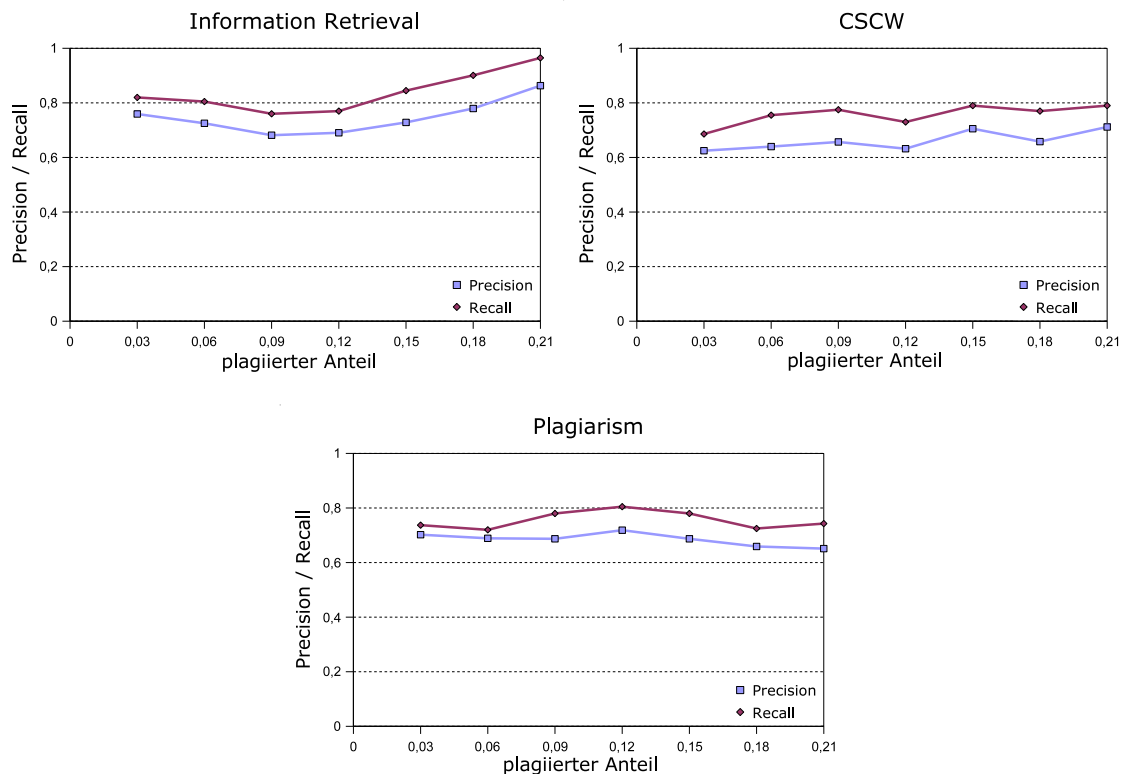 Information Retrieval
Precision / Recall
1
0,8
0,6
0,4
0,2
0
Precision
Recall
0 0,03 0,06 0,09 0,12 0,15 0,18 0,21
plagiierter Anteil
CSCW
Precision / Recall
1
0,8
0,6
0,4
0,2
0
Precision
Recall
0 0,03 0,06 0,09 0,12 0,15 0,18 0,21
plagiierter Anteil
Plagiarism
Precision / Recall
1
0,8
0,6
0,4
0,2
0
Precision
Recall
0 0,03 0,06 0,09 0,12 0,15 0,18 0,21
plagiierter Anteil